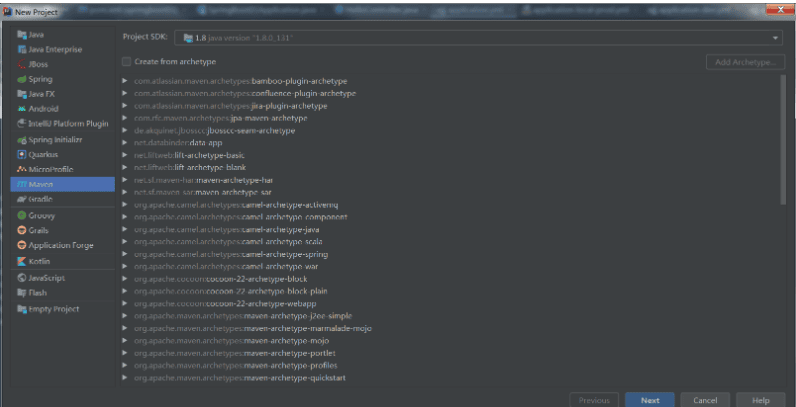 New Project
Java
Java Enterprise
JBoss
Spring
Java FX
Android
IntelliJ Platform Plugin
Spring Initializr
Quarkus
MicroProfile
Maven
Gradle
Groovy
Grails
Application Forge
Kotlin
JavaScript
Flash
Empty Project
Project SDK: 1.8 java version "1.8.0_131"
Create from archetype
Add Archetype...
com.atlassian.maven.archetypes:bamboo-plugin-archetype
com.atlassian.maven.archetypes:confluence-plugin-archetype
com.atlassian.maven.archetypes:jira-plugin-archetype
com.rfc.maven.archetypes:jpa-maven-archetype
de.akquinet.jbosscc:jbosscc-seam-archetype
net.databinder:data-app
net.liftweb:lift-archetype-basic
net.liftweb:lift-archetype-blank
net.sf.maven-har:maven-archetype-har
net.sf.maven-sar:maven-archetype-sar
org.apache.camel.archetypes:camel-archetype-activemq
org.apache.camel.archetypes:camel-archetype-component
org.apache.camel.archetypes:camel-archetype-java
org.apache.camel.archetypes:camel-archetype-scala
org.apache.camel.archetypes:camel-archetype-spring
org.apache.camel.archetypes:camel-archetype-war
org.apache.cocoon:cocoon-22-archetype-block
org.apache.cocoon:cocoon-22-archetype-block-plain
org.apache.cocoon:cocoon-22-archetype-webapp
org.apache.maven.archetypes:maven-archetype-j2ee-simple
org.apache.maven.archetypes:maven-archetype-marmalade-mojo
org.apache.maven.archetypes:maven-archetype-mojo
org.apache.maven.archetypes:maven-archetype-portlet
org.apache.maven.archetypes:maven-archetype-profiles
org.apache.maven.archetypes:maven-archetype-quickstart
Previous
Next
Cancel
Help